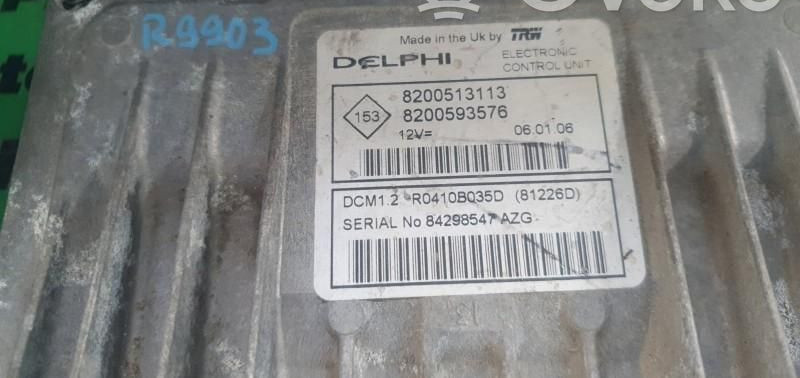 R9903
Made in the Uk by TRW
DELPHI
ELECTRONIC
CONTROL UNIT
153
8200513113
8200593576
12V=
06.01.06
DCM1.2 R0410B035D (81226D)
SERIAL No 84298547 AZG